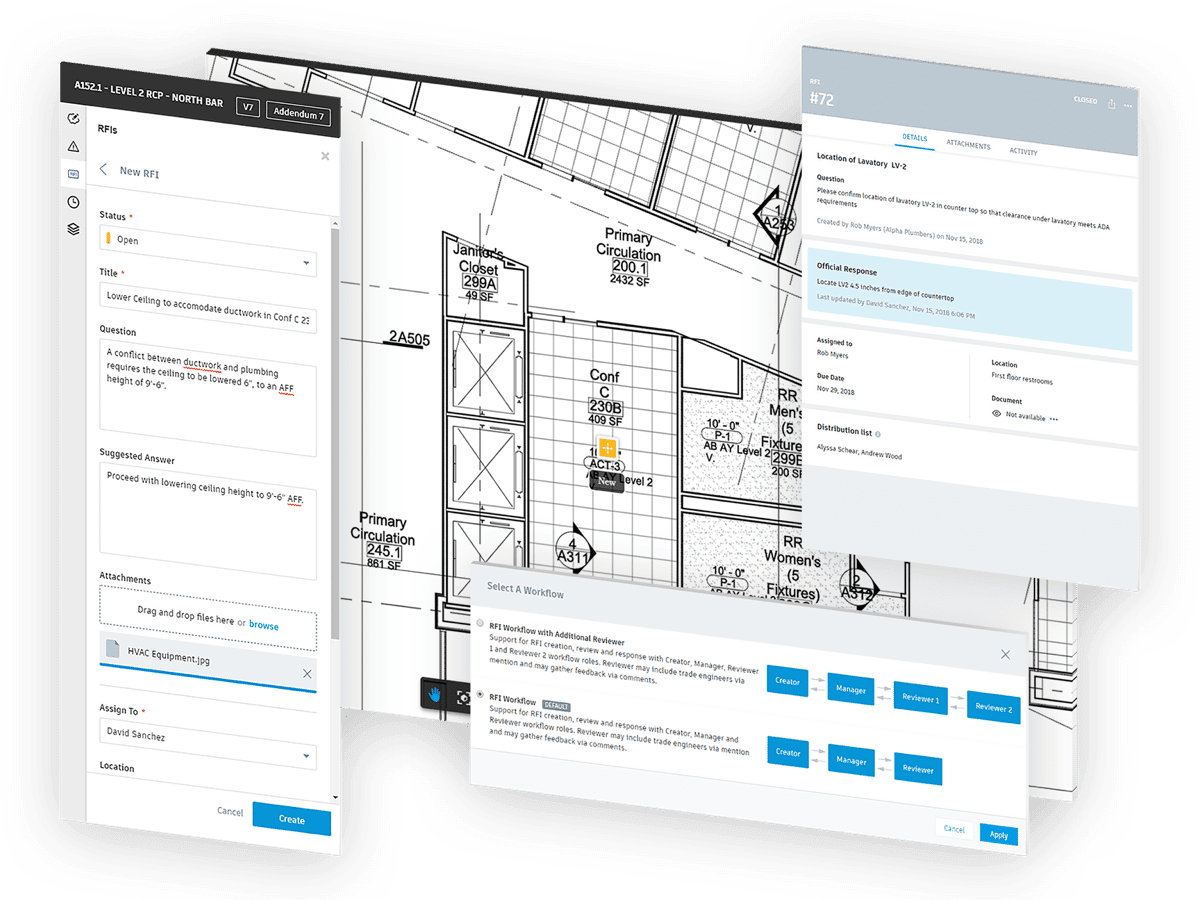 A152.1 - LEVEL 2 RCP - NORTH BAR
V7
Addendum 7
RFIs
New RFI
Status *
Open
Title *
Lower Ceiling to accomodate ductwork in Conf C 23
Question
A conflict between ductwork and plumbing
requires the ceiling to be lowered 6", to an AFF
height of 9'-6".
Suggested Answer
Proceed with lowering ceiling height to 9'-6" AFF.
Attachments
Drag and drop files here or browse
HVAC Equipment.jpg
Assign To *
David Sanchez
Location
Cancel
Create
Janitor's
Closet
299A
49 SF
Primary
Circulation
200.1
2432 SF
1
A253
2A505
Conf
C
230B
409 SF
ACT-3
Level 2
New
4
A311
Primary
Circulation
245.1
861 SF
10' - 0"
P-1
AB AY Level 2
V.
RR
Men's
(5
Fixture
299B
200 SF
RR
Women's
(5
Fixtures)
10' - 0"
P-1
AB AY Level 2
2
A312
RFI
#72
CLOSED
DETAILS
ATTACHMENTS
ACTIVITY
Location of Lavatory LV-2
Question
Please confirm location of lavatory LV-2 in counter top so that clearance under lavatory meets ADA
requirements
Created by Rob Myers (Alpha Plumbers) on Nov 15, 2018
Official Response
Locate LV2 4.5 inches from edge of countertop
Last updated by David Sanchez, Nov 15, 2018 6:06 PM
Assigned to
Rob Myers
Due Date
Nov 29, 2018
Location
First floor restrooms
Document
Not available
Distribution list
Alyssa Schear, Andrew Wood
Select A Workflow
RFI Workflow with Additional Reviewer
Support for RFI creation, review and response with Creator, Manager, Reviewer
1 and Reviewer 2 workflow roles. Reviewer may include trade engineers via
mention and may gather feedback via comments.
Creator
Manager
Reviewer 1
Reviewer 2
RFI Workflow DEFAULT
Support for RFI creation, review and response with Creator, Manager and
Reviewer workflow roles. Reviewer may include trade engineers via mention
and may gather feedback via comments.
Creator
Manager
Reviewer
Cancel
Apply